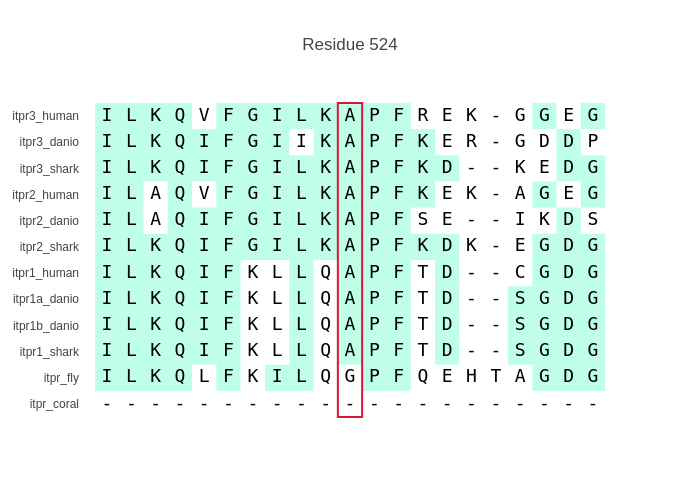 Residue 524
itpr3_human I L K Q V F G I L K A P F R E K - G G E G
itpr3_danio I L K Q I F G I I K A P F K E R - G D D P
itpr3_shark I L K Q I F G I L K A P F K D - - K E D G
itpr2_human I L A Q V F G I L K A P F K E K - A G E G
itpr2_danio I L A Q I F G I L K A P F S E - - I K D S
itpr2_shark I L K Q I F G I L K A P F K D K - E G D G
itpr1_human I L K Q I F K L L Q A P F T D - - C G D G
itpr1a_danio I L K Q I F K L L Q A P F T D - - S G D G
itpr1b_danio I L K Q I F K L L Q A P F T D - - S G D G
itpr1_shark I L K Q I F K L L Q A P F T D - - S G D G
itpr_fly I L K Q L F K I L Q G P F Q E H T A G D G
itpr_coral - - - - - - - - - - - - - - - - - - - - -